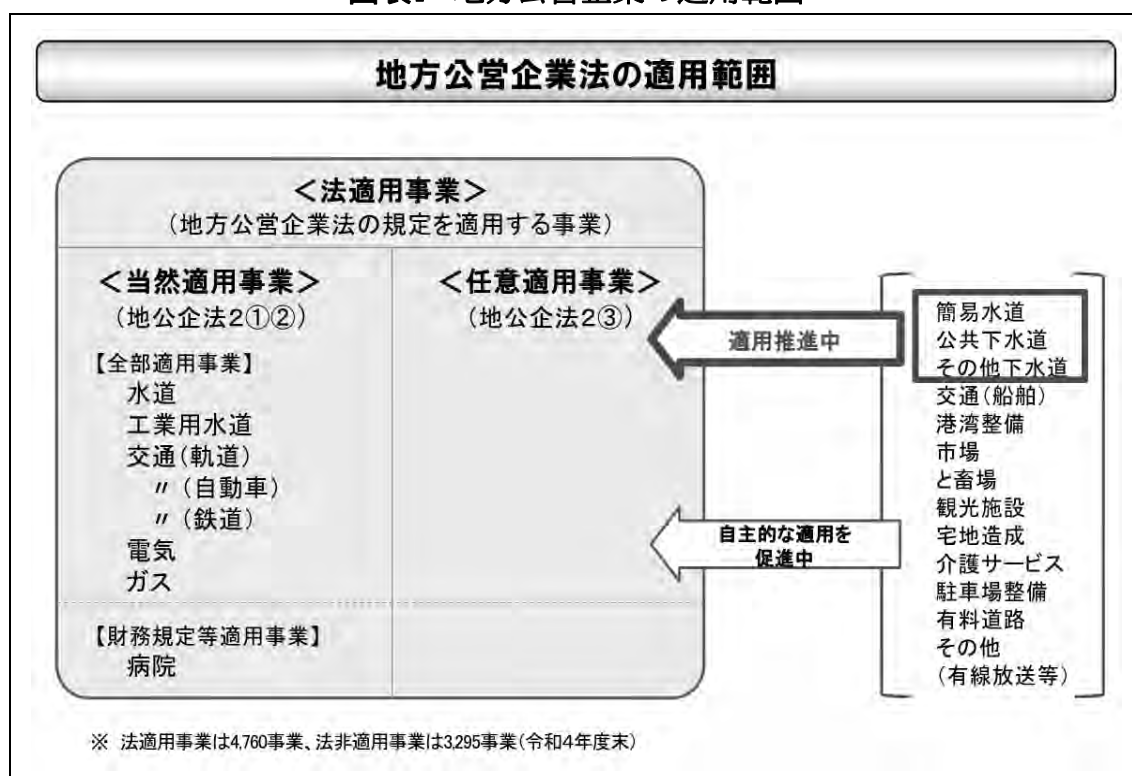 地方公営企業法の適用範囲
＜法適用事業＞
（地方公営企業法の規定を適用する事業）
＜当然適用事業＞
（地公企法2①②）
【全部適用事業】
水道
工業用水道
交通（軌道）
〃（自動車）
〃（鉄道）
電気
ガス
【財務規定等適用事業】
病院
＜任意適用事業＞
（地公企法2③）
適用推進中
自主的な適用を
促進中
簡易水道
公共下水道
その他下水道
交通（船舶）
港湾整備
市場
と畜場
観光施設
宅地造成
介護サービス
駐車場整備
有料道路
その他
（有線放送等）
※ 法適用事業は4,760事業、法非適用事業は3,295事業（令和4年度末）